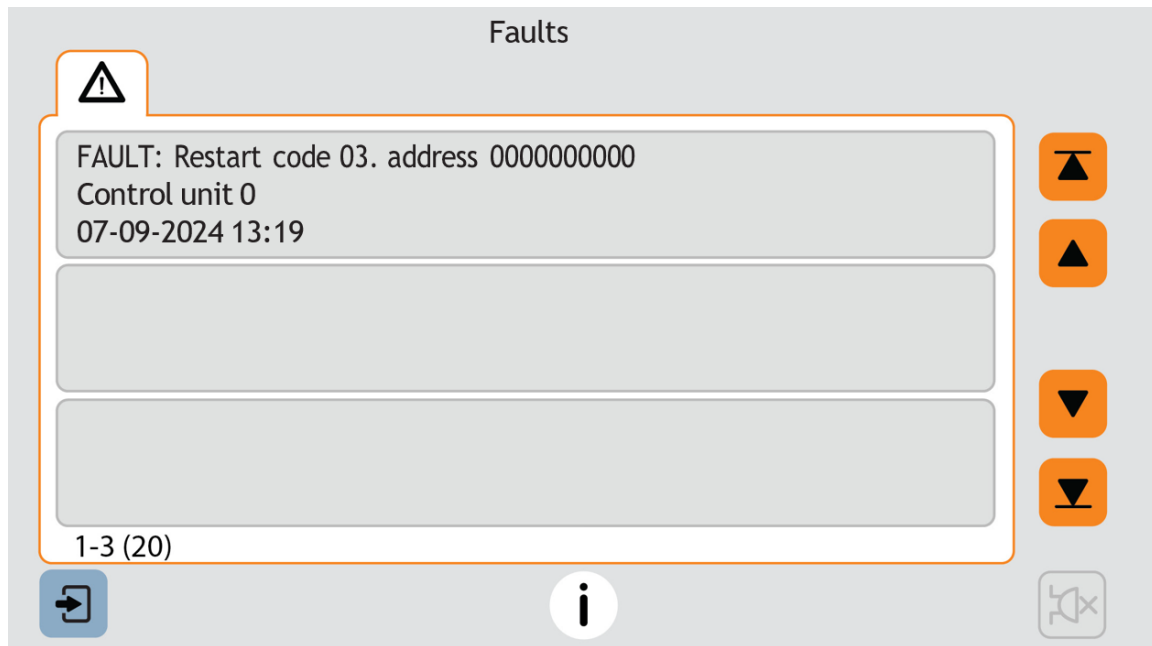 Faults
FAULT: Restart code 03. address 0000000000
Control unit 0
07-09-2024 13:19
1-3 (20)
i